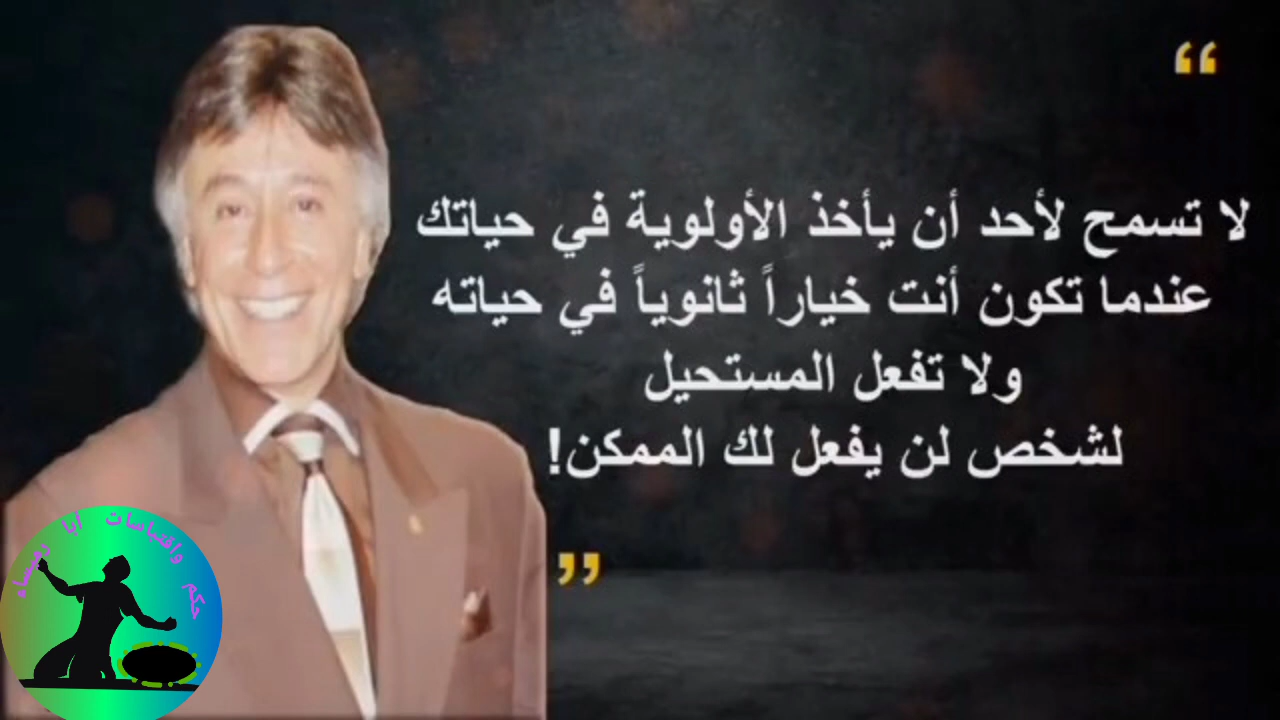 لا تسمح لأحد أن يأخذ الأولوية في حياتك
عندما تكون أنت خياراً ثانوياً في حياته
ولا تفعل المستحيل
لشخص لن يفعل لك الممكن!
حكم واقتباسات أيا